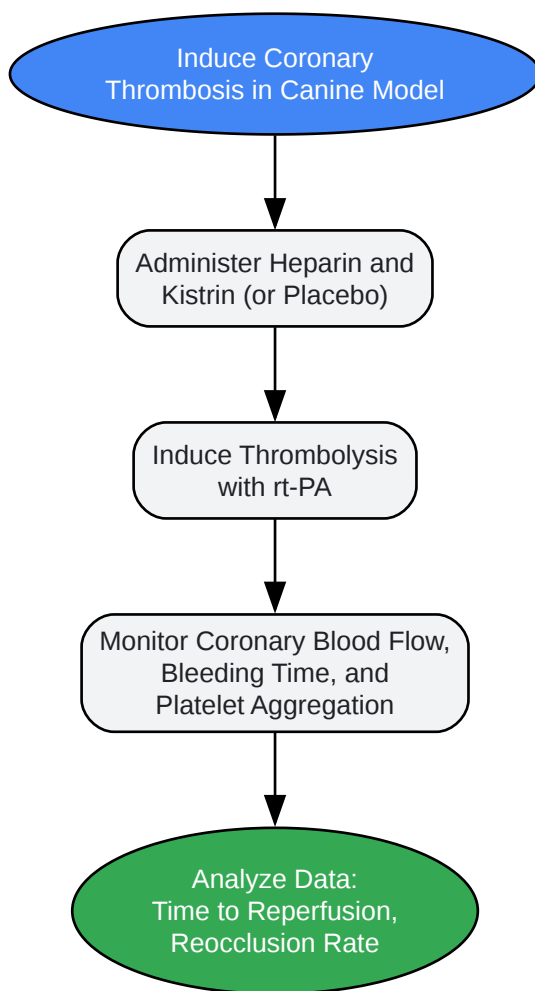 Induce Coronary
Thrombosis in Canine Model
Administer Heparin and
Kistrin (or Placebo)
Induce Thrombolysis
with rt-PA
Monitor Coronary Blood Flow,
Bleeding Time, and
Platelet Aggregation
Analyze Data:
Time to Reperfusion,
Reocclusion Rate